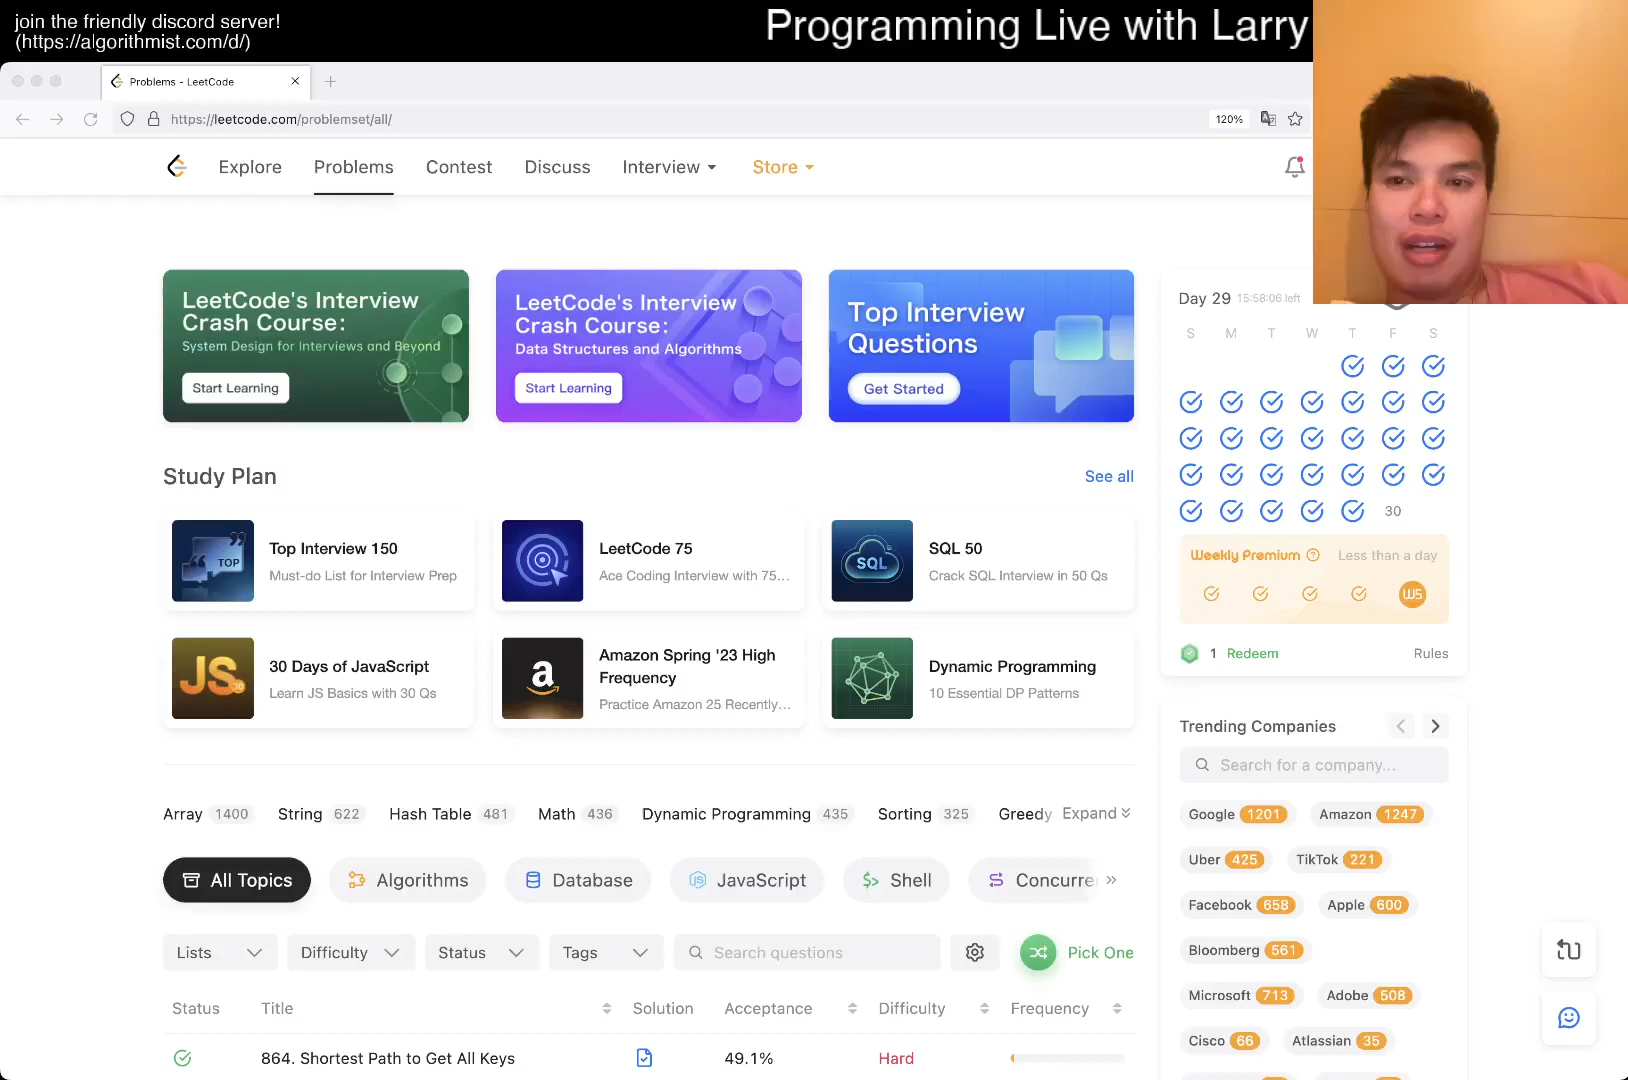 join the friendly discord server!
(https://algorithmist.com/d/)
Programming Live with Larry
Problems - LeetCode
https://leetcode.com/problemset/all/
120%
Explore
Problems
Contest
Discuss
Interview
Store
LeetCode's Interview
Crash Course:
System Design for Interviews and Beyond
Start Learning
LeetCode's Interview
Crash Course:
Data Structures and Algorithms
Start Learning
Top Interview
Questions
Get Started
Day 29 15:58:06 left
S M T W T F S
30
Weekly Premium
Less than a day
W5
1 Redeem
Rules
Study Plan
See all
TOP
Top Interview 150
Must-do List for Interview Prep
LeetCode 75
Ace Coding Interview with 75...
SQL
SQL 50
Crack SQL Interview in 50 Qs
JS 30
30 Days of JavaScript
Learn JS Basics with 30 Qs
a
Amazon Spring '23 High
Frequency
Practice Amazon 25 Recently...
Dynamic Programming
10 Essential DP Patterns
Trending Companies
Search for a company...
Google 1201
Amazon 1247
Uber 425
TikTok 221
Facebook 658
Apple 600
Bloomberg 561
Microsoft 713
Adobe 508
Cisco 66
Atlassian 35
Array 1400
String 622
Hash Table 481
Math 436
Dynamic Programming 435
Sorting 325
Greedy
Expand
All Topics
Algorithms
Database
JavaScript
$> Shell
Concurre
Lists
Difficulty
Status
Tags
Search questions
Pick One
Status
Title
Solution
Acceptance
Difficulty
Frequency
864. Shortest Path to Get All Keys
49.1%
Hard